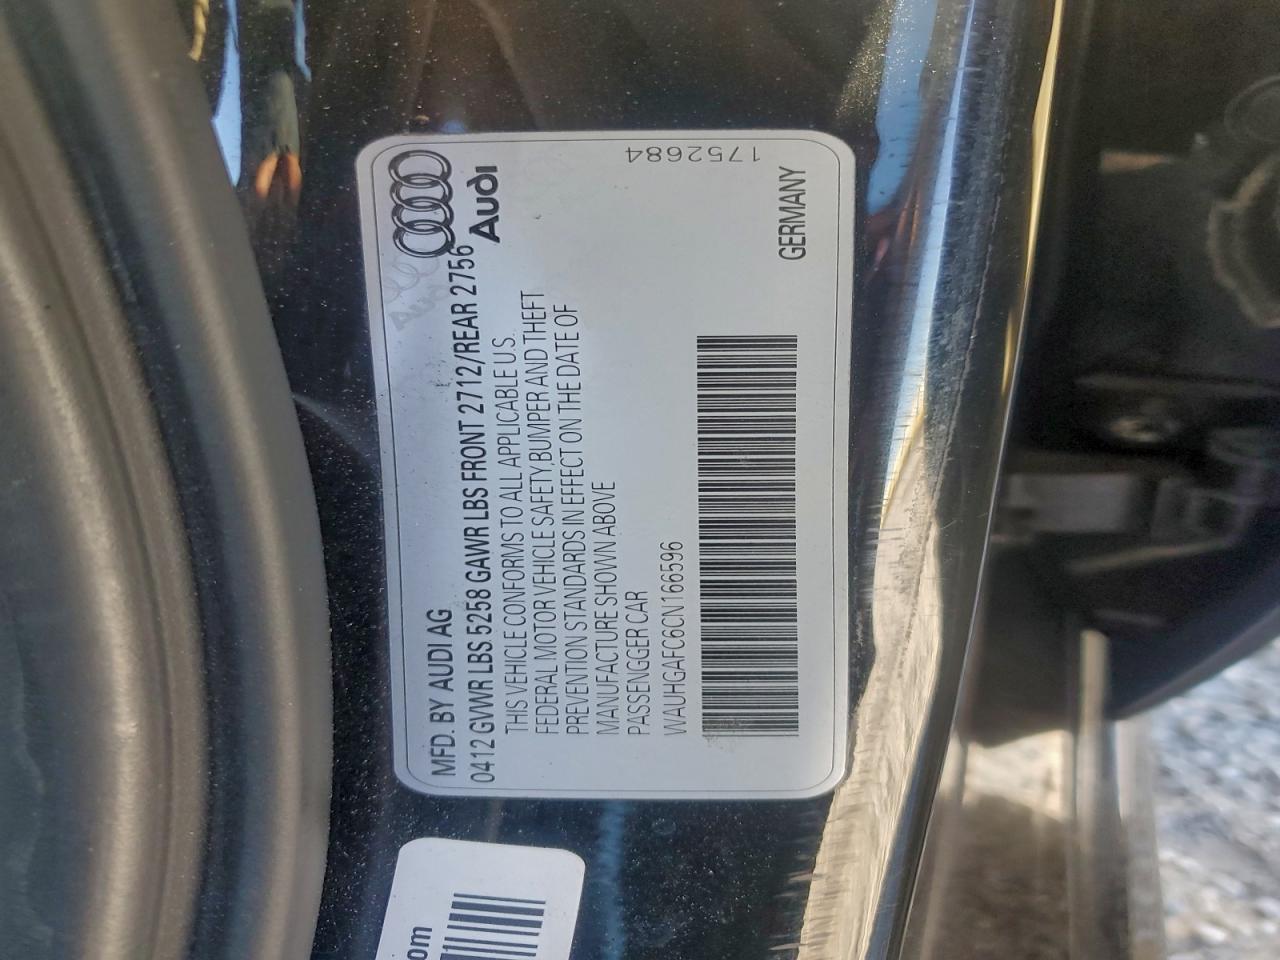 Audi
MFD. BY AUDI AG
0412 GVWR LBS 5258 GAWR LBS FRONT 2712/REAR 2756
THIS VEHICLE CONFORMS TO ALL APPLICABLE U.S.
FEDERAL MOTOR VEHICLE SAFETY,BUMPER AND THEFT
PREVENTION STANDARDS IN EFFECT ON THE DATE OF
MANUFACTURE SHOWN ABOVE
PASSENGGER CAR
WAUHGAFC6CN166596
GERMANY
1752684
om